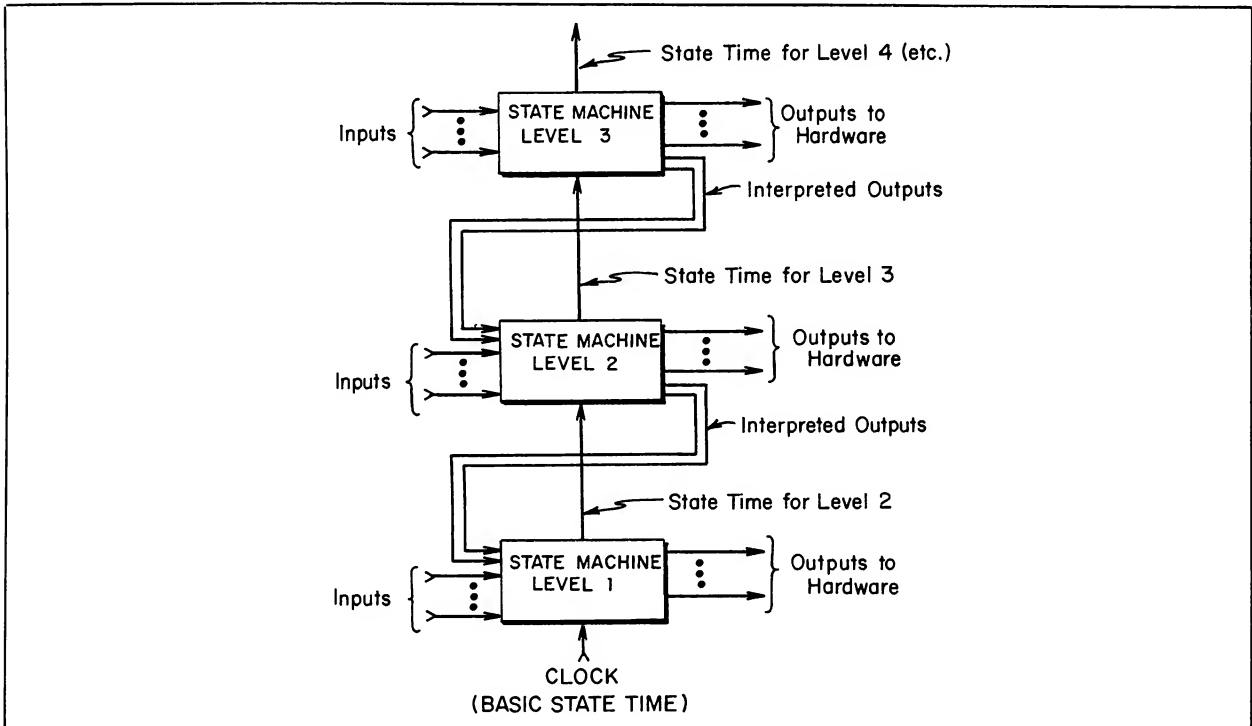 State Time for Level 4 (etc.)
Inputs
STATE MACHINE
LEVEL 3
Outputs to
Hardware
Interpreted Outputs
State Time for Level 3
Inputs
STATE MACHINE
LEVEL 2
Outputs to
Hardware
Interpreted Outputs
State Time for Level 2
Inputs
STATE MACHINE
LEVEL 1
Outputs to
Hardware
CLOCK
(BASIC STATE TIME)